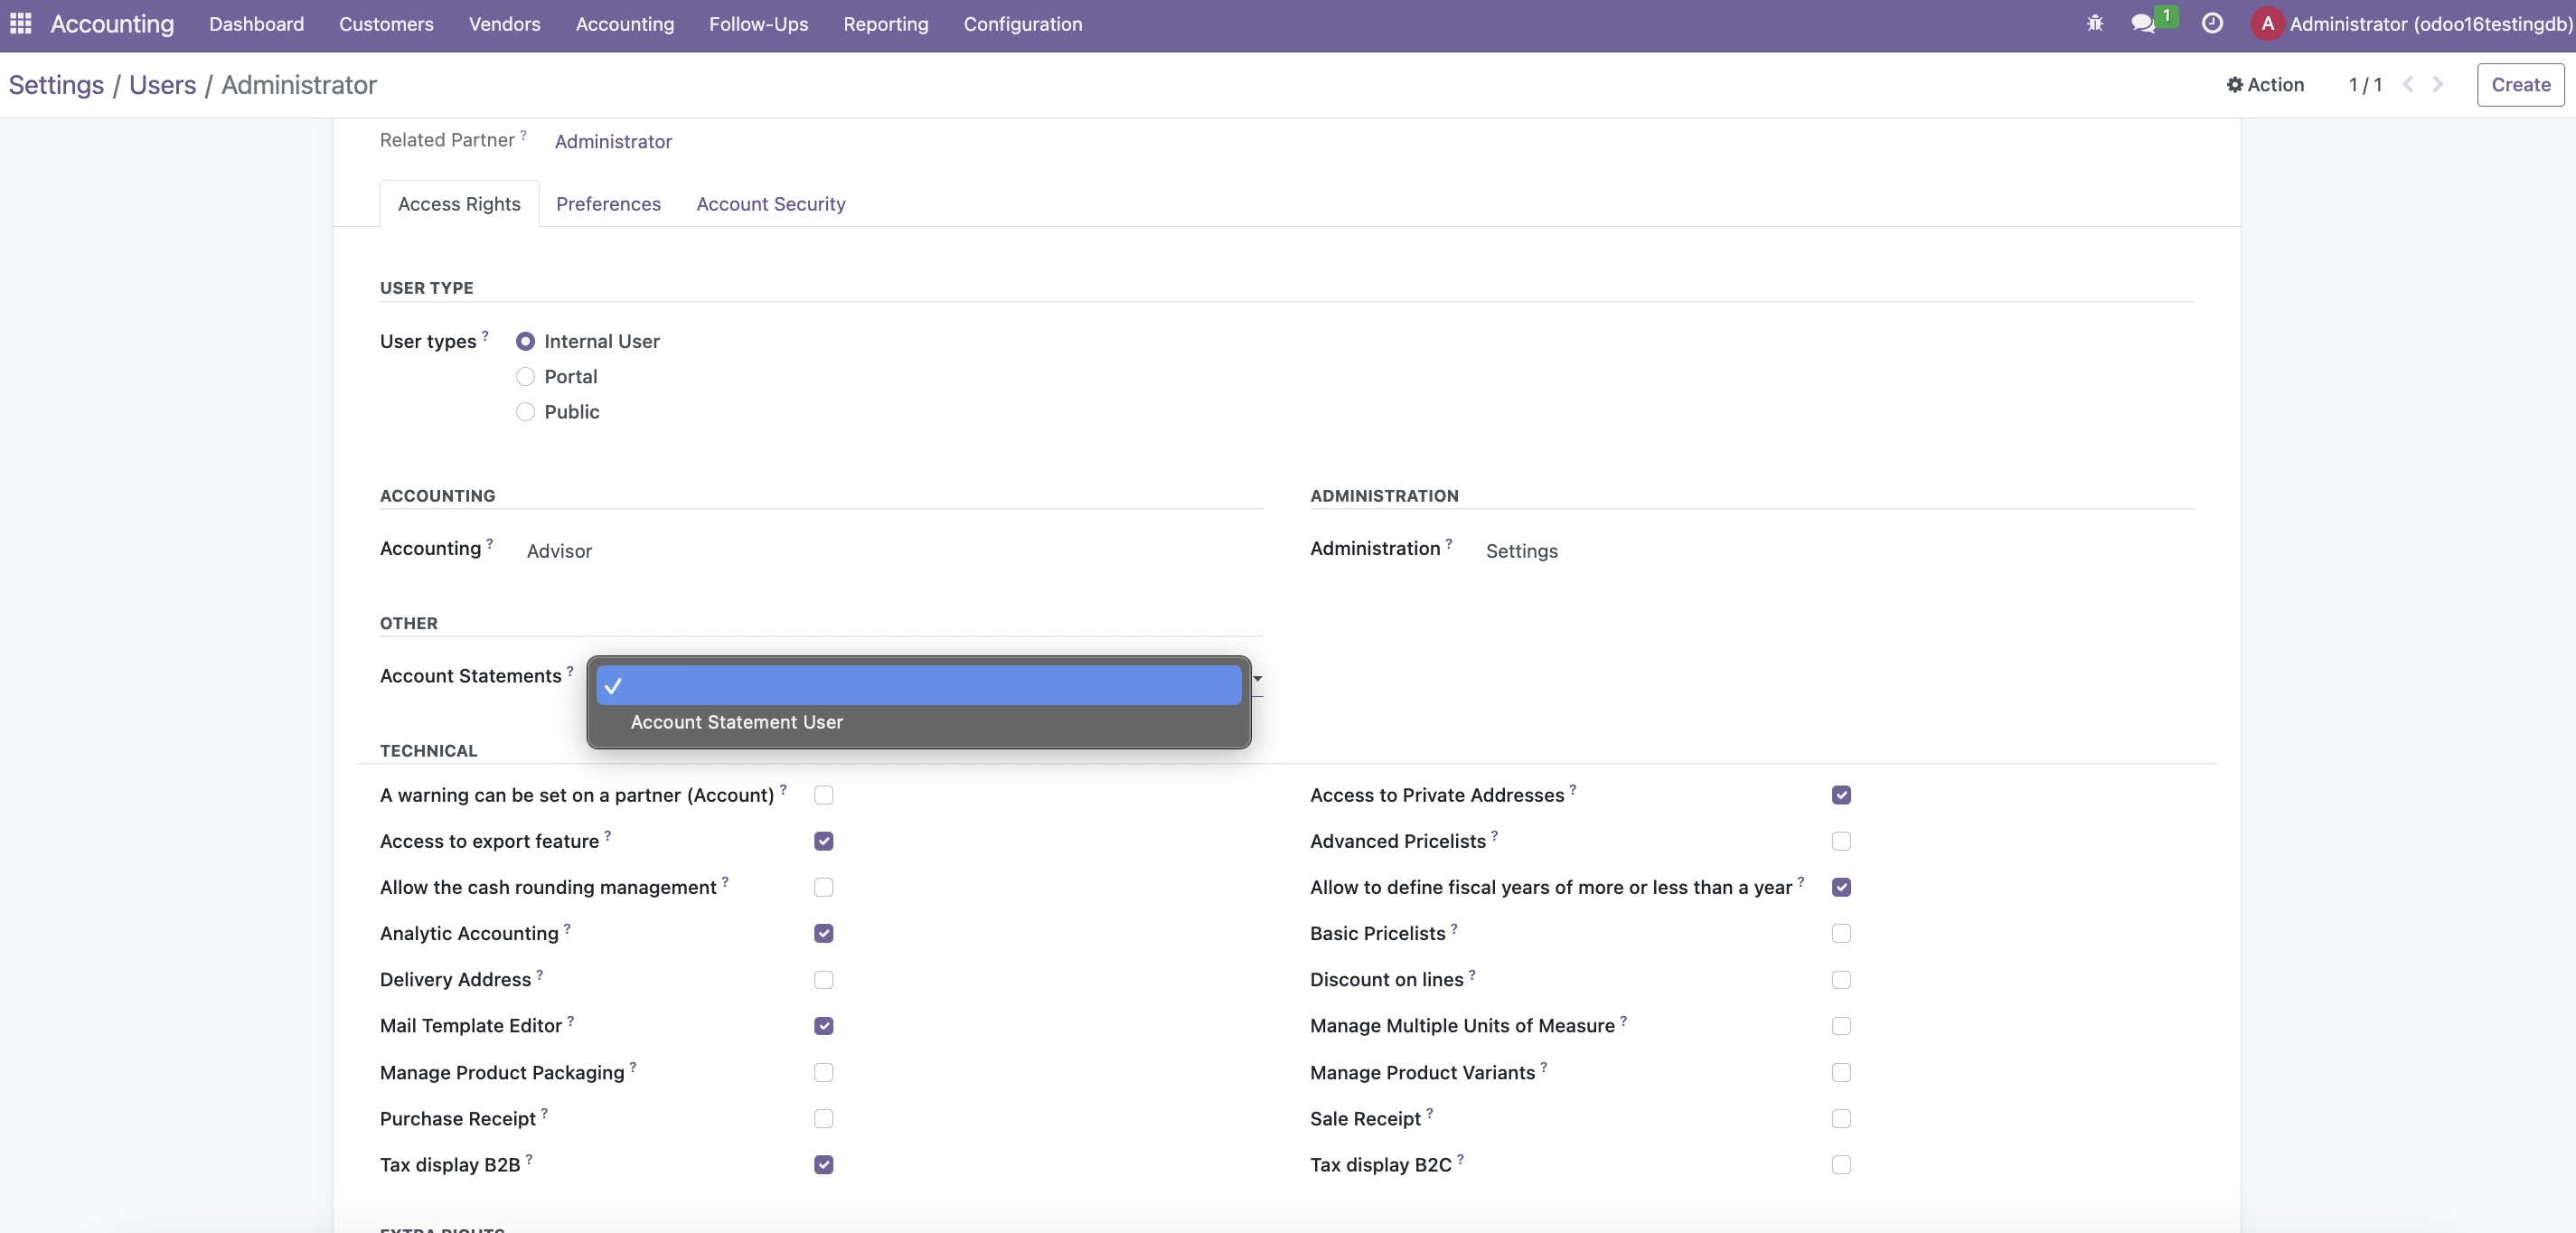 Accounting Dashboard Customers Vendors Accounting Follow-Ups Reporting Configuration 1 A Administrator (odoo16testingdb)
Settings / Users / Administrator Action 1 / 1 Create
Related Partner ? Administrator
Access Rights Preferences Account Security
USER TYPE
User types ? Internal User
Portal
Public
ACCOUNTING ADMINISTRATION
Accounting ? Advisor Administration ? Settings
OTHER
Account Statements ?
Account Statement User
TECHNICAL
A warning can be set on a partner (Account) ? Access to Private Addresses ?
Access to export feature ? Advanced Pricelists ?
Allow the cash rounding management ? Allow to define fiscal years of more or less than a year ?
Analytic Accounting ? Basic Pricelists ?
Delivery Address ? Discount on lines ?
Mail Template Editor ? Manage Multiple Units of Measure ?
Manage Product Packaging ? Manage Product Variants ?
Purchase Receipt ? Sale Receipt ?
Tax display B2B ? Tax display B2C ?
EXTRA RIGHTS